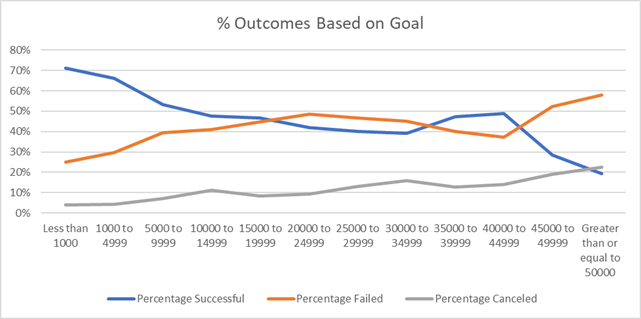 % Outcomes Based on Goal
80%
70%
60%
50%
40%
30%
20%
10%
0%
Less than
1000
1000 to
4999
5000 to
9999
10000 to
14999
15000 to
19999
20000 to
24999
25000 to
29999
30000 to
34999
35000 to
39999
40000 to
44999
45000 to
49999
Greater
than or
equal to
50000
Percentage Successful
Percentage Failed
Percentage Canceled